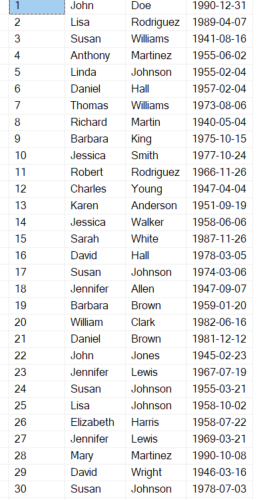 1 John Doe 1990-12-31
2 Lisa Rodriguez 1989-04-07
3 Susan Williams 1941-08-16
4 Anthony Martinez 1955-06-02
5 Linda Johnson 1955-02-04
6 Daniel Hall 1957-02-04
7 Thomas Williams 1973-08-06
8 Richard Martin 1940-05-04
9 Barbara King 1975-10-15
10 Jessica Smith 1977-10-24
11 Robert Rodriguez 1966-11-26
12 Charles Young 1947-04-04
13 Karen Anderson 1951-09-19
14 Jessica Walker 1958-06-06
15 Sarah White 1987-11-26
16 David Hall 1978-03-05
17 Susan Johnson 1974-03-06
18 Jennifer Allen 1947-09-07
19 Barbara Brown 1959-01-20
20 William Clark 1982-06-16
21 Daniel Brown 1981-12-12
22 John Jones 1945-02-23
23 Jennifer Lewis 1967-07-19
24 Susan Johnson 1955-03-21
25 Lisa Johnson 1958-10-02
26 Elizabeth Harris 1958-07-22
27 Jennifer Lewis 1969-03-21
28 Mary Martinez 1990-10-08
29 David Wright 1946-03-16
30 Susan Johnson 1978-07-03